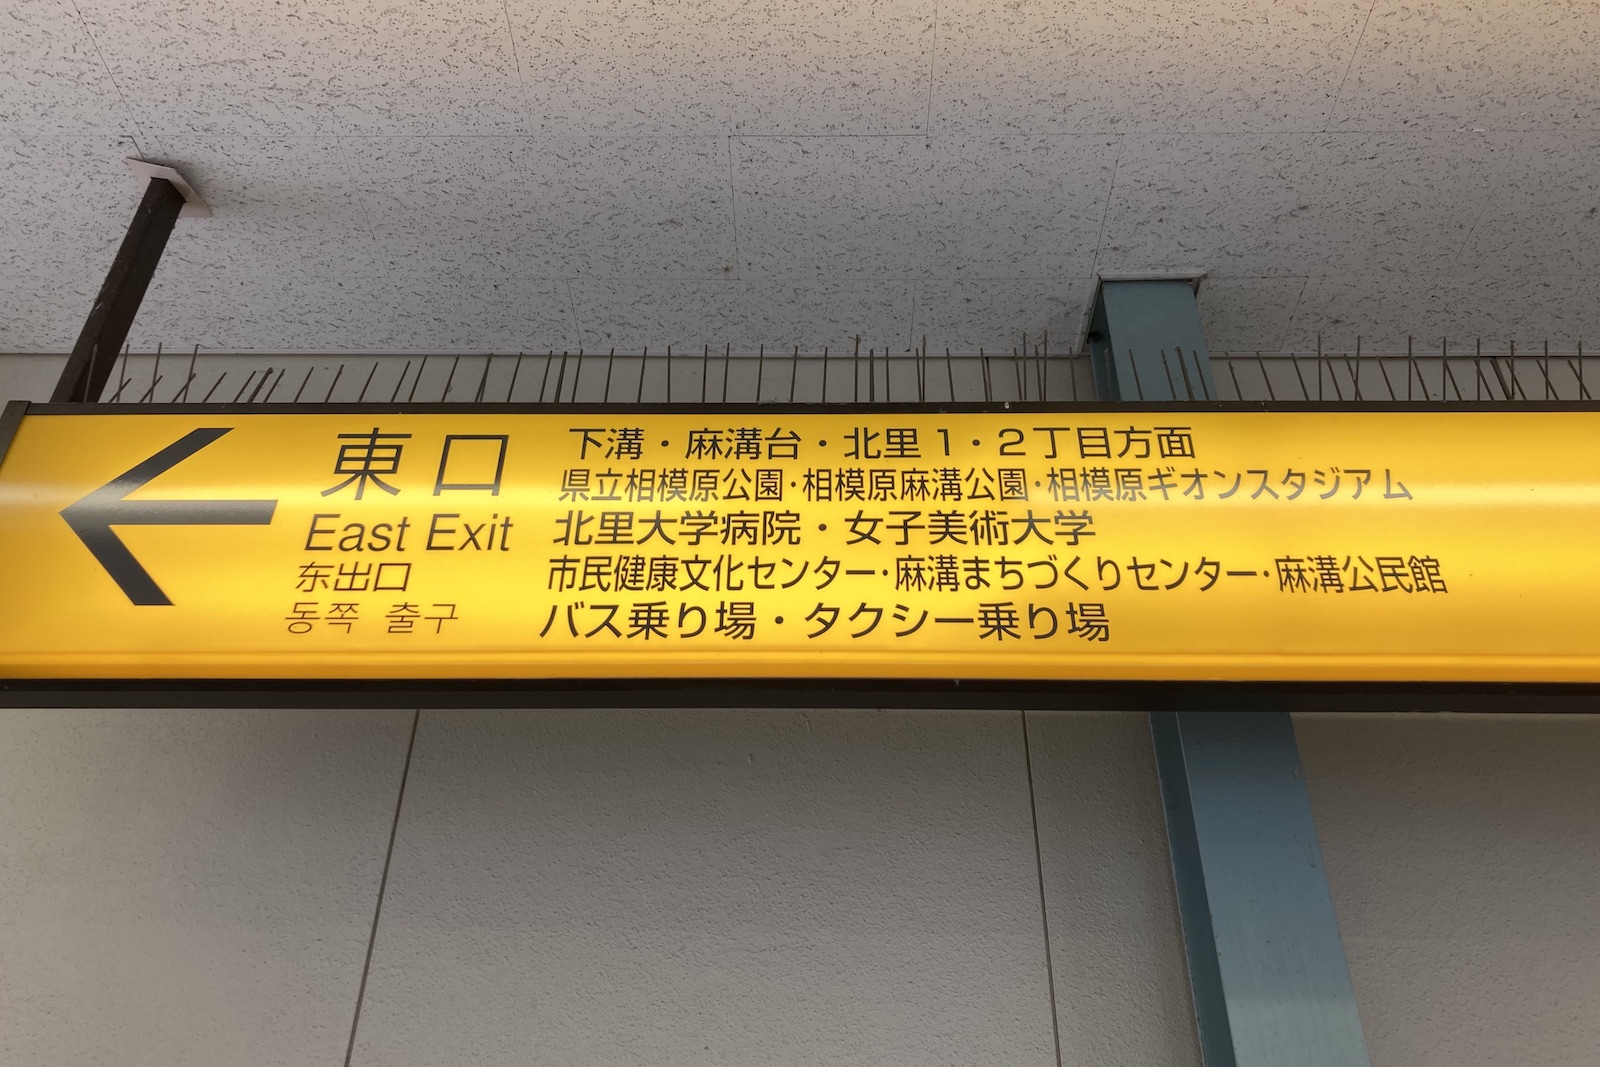 東口
East Exit
东出口
동쪽 출구
下溝・麻溝台・北里1・2丁目方面
県立相模原公園・相模原麻溝公園・相模原ギオンスタジアム
北里大学病院・女子美術大学
市民健康文化センター・麻溝まちづくりセンター・麻溝公民館
バス乗り場・タクシー乗り場